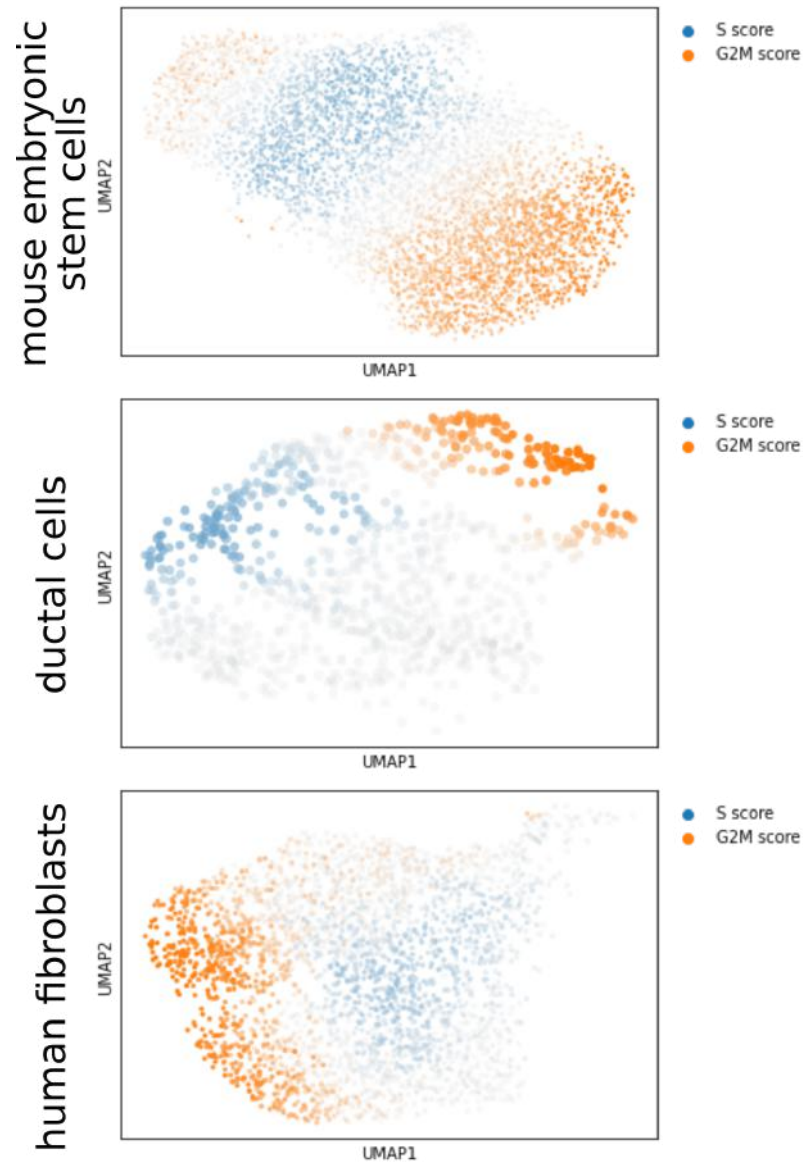 mouse embryonic
stem cells
UMAP2
UMAP1
S score
G2M score
ductal cells
UMAP2
UMAP1
S score
G2M score
human fibroblasts
UMAP2
UMAP1
S score
G2M score